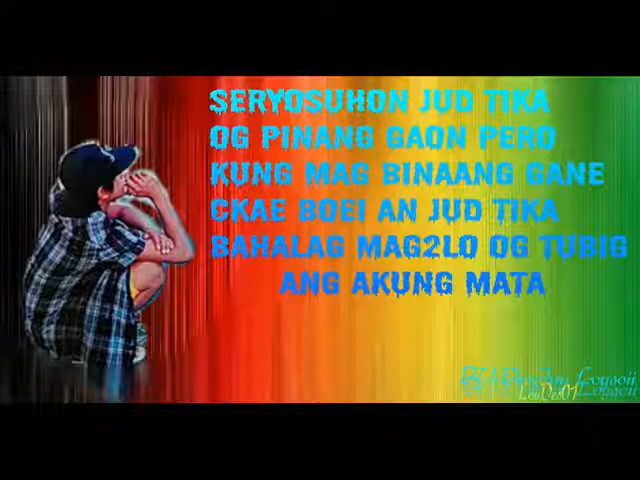 SERYOSUHON JUD TIKA
OG PINANG GAON PERO
KUNG MAG BINAANG GANE
CKAE BOEI AN JUD TIKA
BAHALAG MAG2LO OG TUBIG
ANG AKUNG MATA